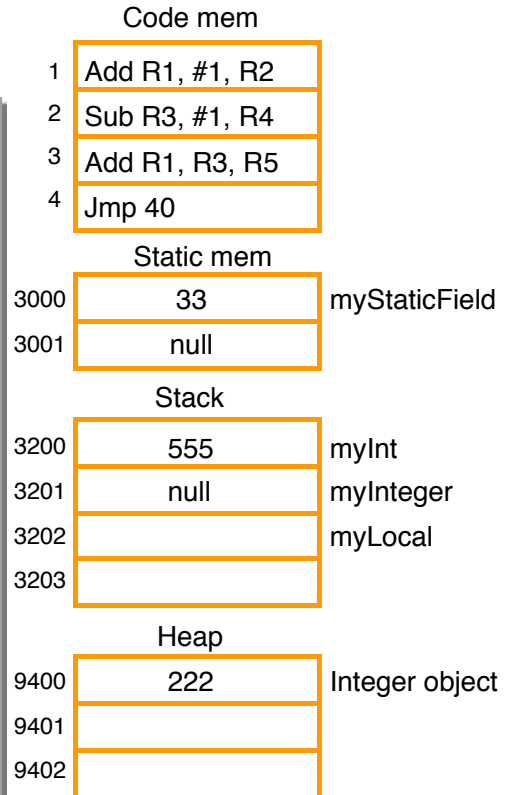 Code mem
1 Add R1, #1, R2
2 Sub R3, #1, R4
3 Add R1, R3, R5
4 Jmp 40
Static mem
3000 33 myStaticField
3001 null
Stack
3200 555 myInt
3201 null myInteger
3202 myLocal
3203
Heap
9400 222 Integer object
9401
9402